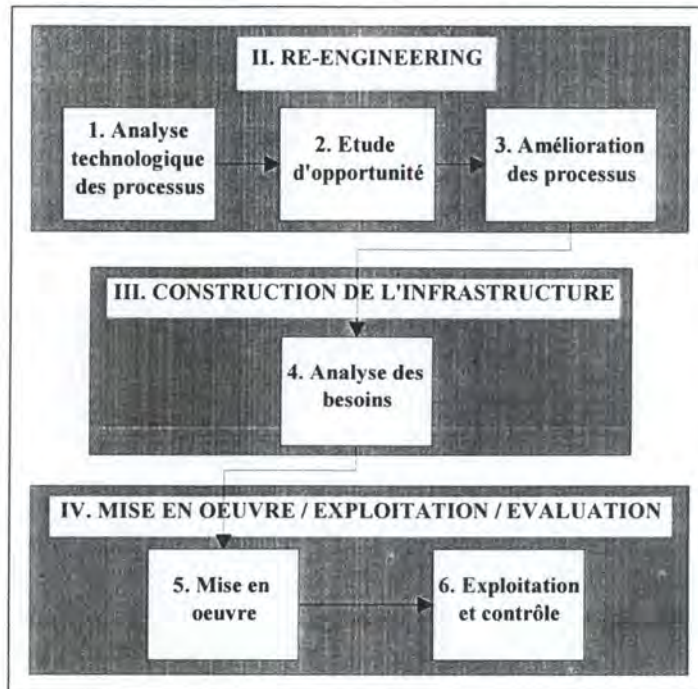 II. RE-ENGINEERING
1. Analyse
technologique
des processus
2. Etude
d'opportunité
3. Amélioration
des processus
III. CONSTRUCTION DE L'INFRASTRUCTURE
4. Analyse des
besoins
IV. MISE EN OEUVRE / EXPLOITATION / EVALUATION
5. Mise en
oeuvre
6. Exploitation
et contrôle